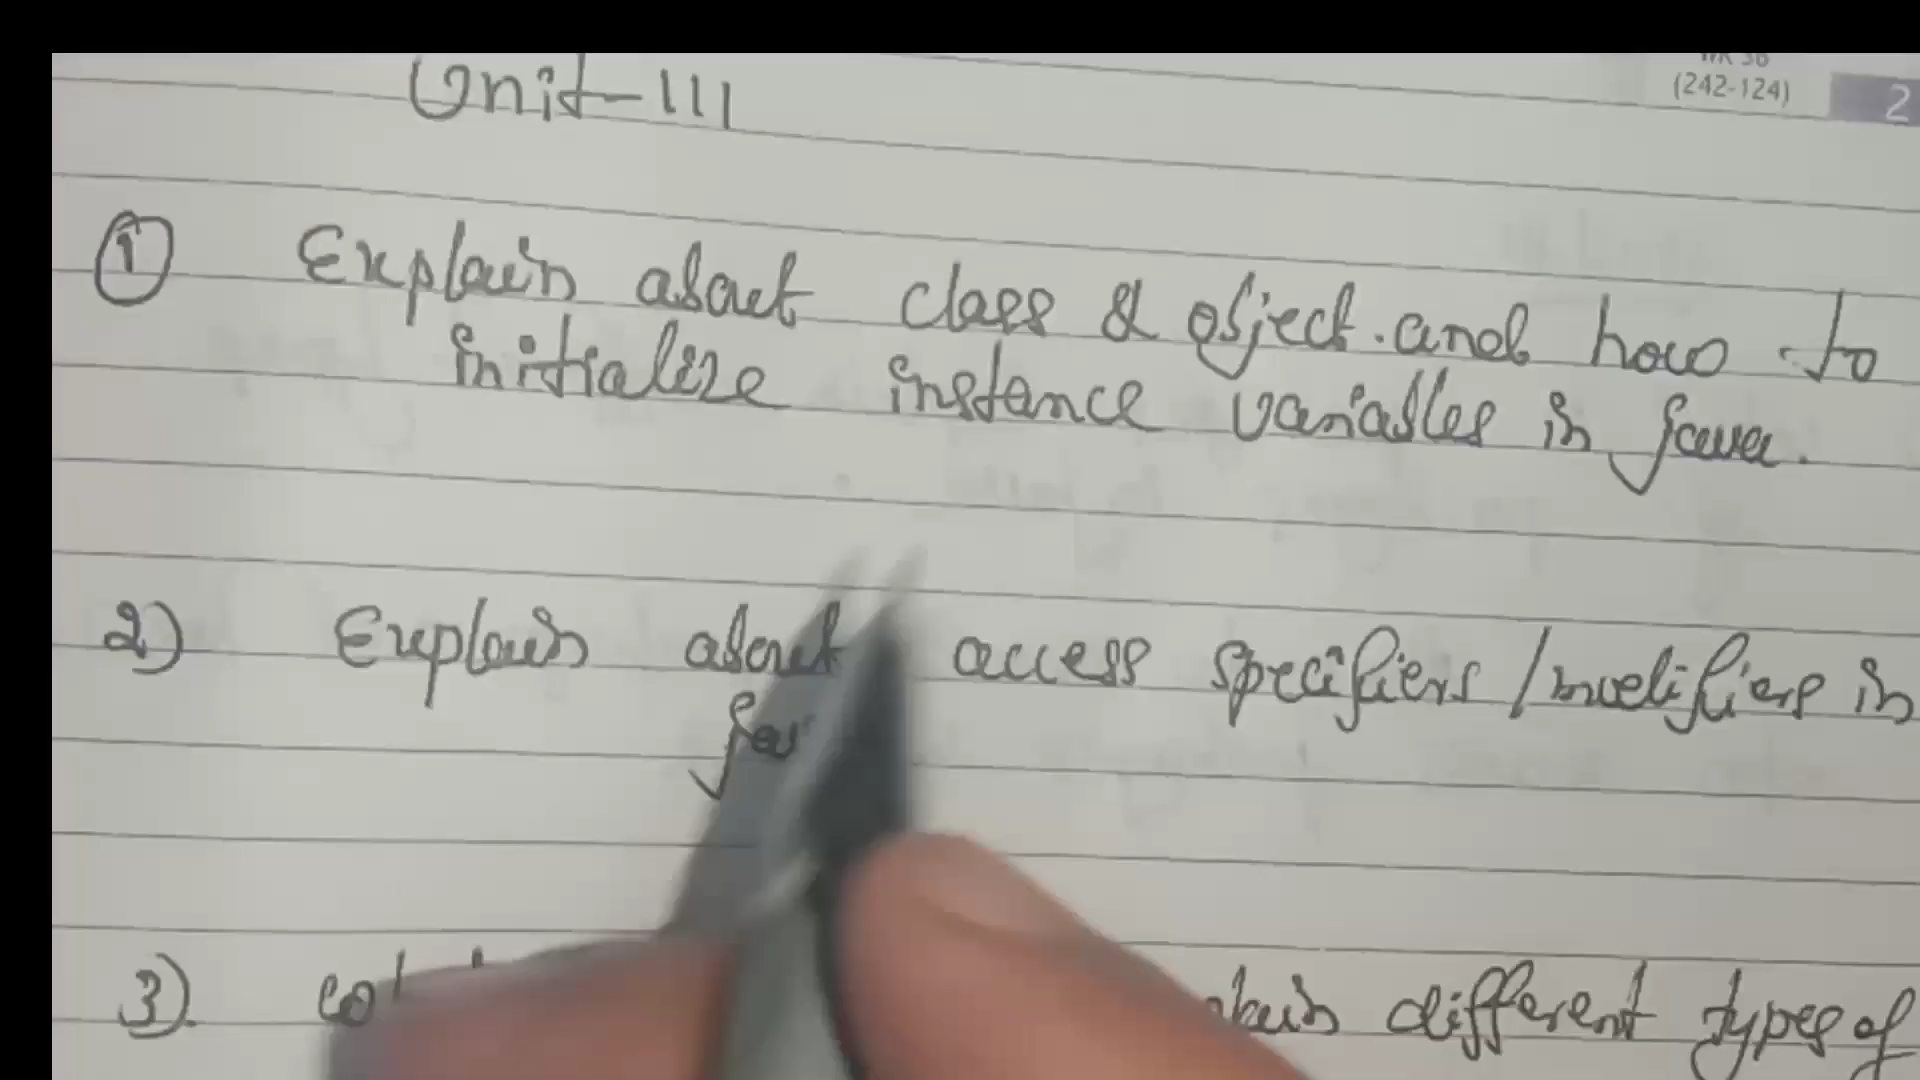 (242-124)
2
Unit-III
① Explain about class & object. and how to
initialize instance variables in Java.
2) Explain about access specifiers / modifiers in
3) different types of